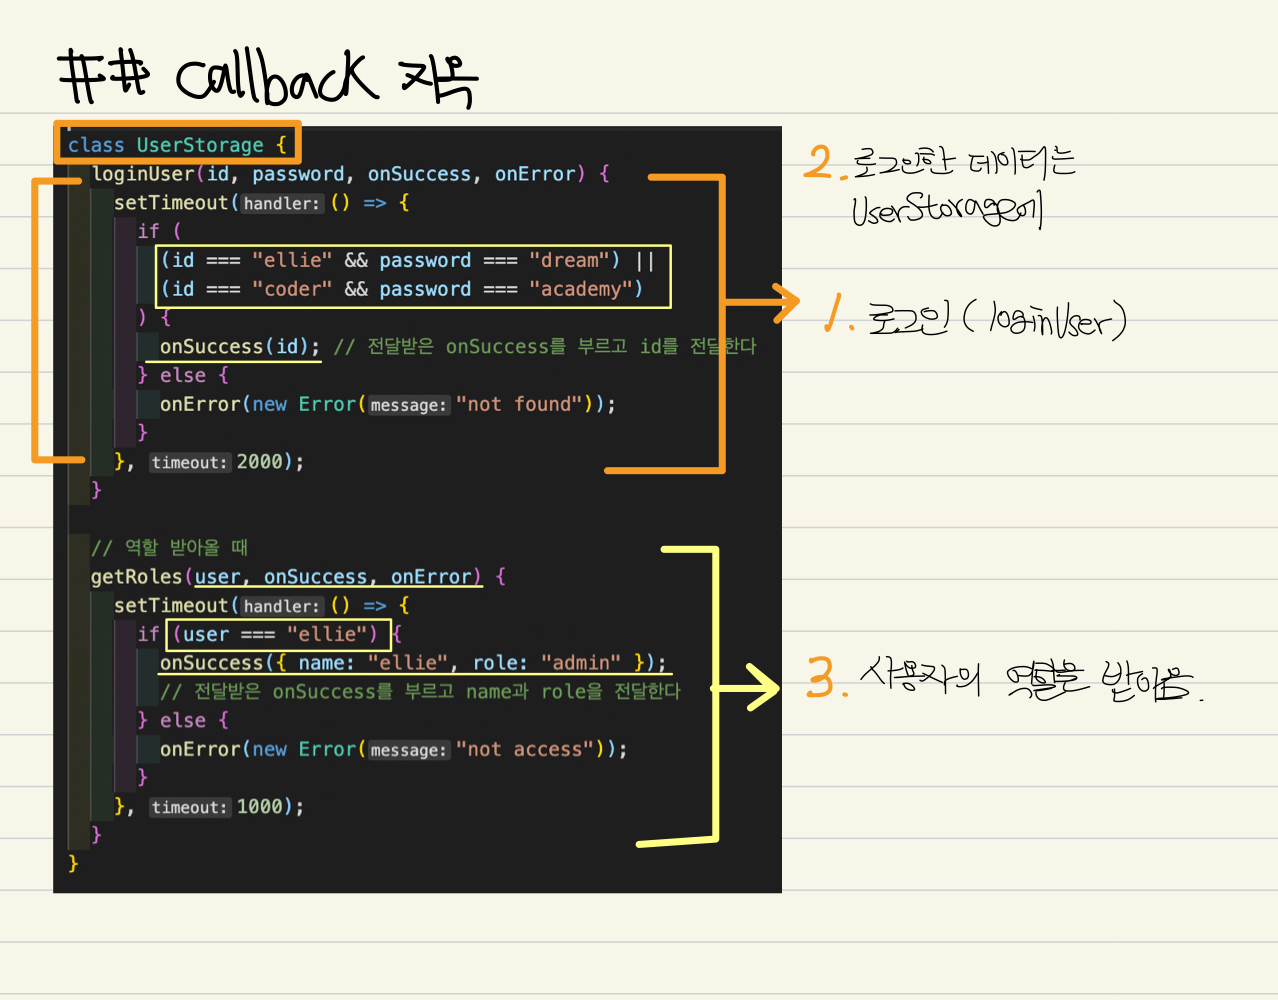 ## callback 지옥
class UserStorage {
loginUser(id, password, onSuccess, onError) {
setTimeout(handler: () => {
if (
(id === "ellie" && password === "dream") ||
(id === "coder" && password === "academy")
) {
onSuccess(id); // 전달받은 onSuccess를 부르고 id를 전달한다
} else {
onError(new Error(message: "not found"));
}
}, timeout: 2000);
}
// 역할 받아올 때
getRoles(user, onSuccess, onError) {
setTimeout(handler: () => {
if (user === "ellie") {
onSuccess({ name: "ellie", role: "admin" });
// 전달받은 onSuccess를 부르고 name과 role을 전달한다
} else {
onError(new Error(message: "not access"));
}
}, timeout: 1000);
}
}
2. 로그인한 데이터는
UserStorage에
1. 로그인 (loginUser)
3. 사용자의 역할을 받아옴.